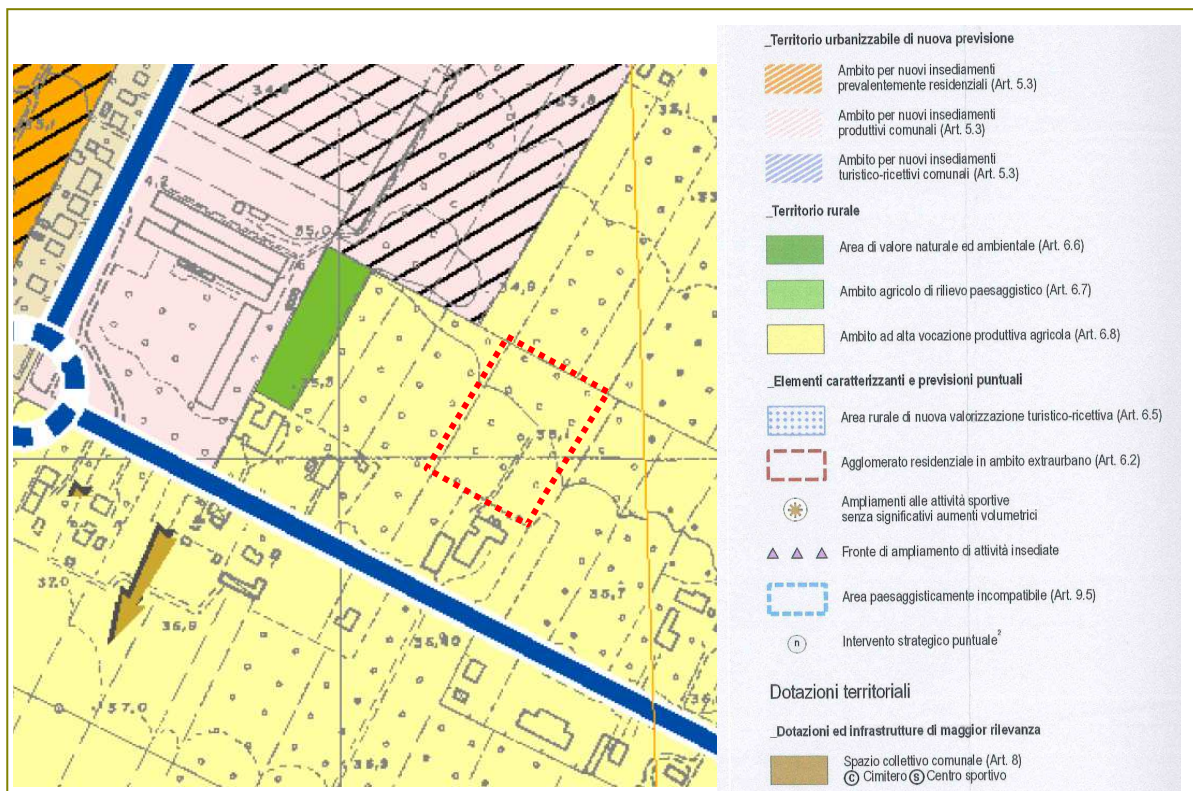 _Territorio urbanizzabile di nuova previsione
Ambito per nuovi insediamenti
prevalentemente residenziali (Art. 5.3)
Ambito per nuovi insediamenti
produttivi comunali (Art. 5.3)
Ambito per nuovi insediamenti
turistico-ricettivi comunali (Art. 5.3)
_Territorio rurale
Area di valore naturale ed ambientale (Art. 6.6)
Ambito agricolo di rilievo paesaggistico (Art. 6.7)
Ambito ad alta vocazione produttiva agricola (Art. 6.8)
_Elementi caratterizzanti e previsioni puntuali
Area rurale di nuova valorizzazione turistico-ricettiva (Art. 6.5)
Agglomerato residenziale in ambito extraurbano (Art. 6.2)
Ampliamenti alle attività sportive
senza significativi aumenti volumetrici
Fronte di ampliamento di attività insediate
Area paesaggisticamente incompatibile (Art. 9.5)
n Intervento strategico puntuale²
Dotazioni territoriali
_Dotazioni ed infrastrutture di maggior rilevanza
Spazio collettivo comunale (Art. 8)
C Cimitero S Centro sportivo
33,8
35,1
35,0
34,9
35,1
37,0
36,9
35,7
37,0